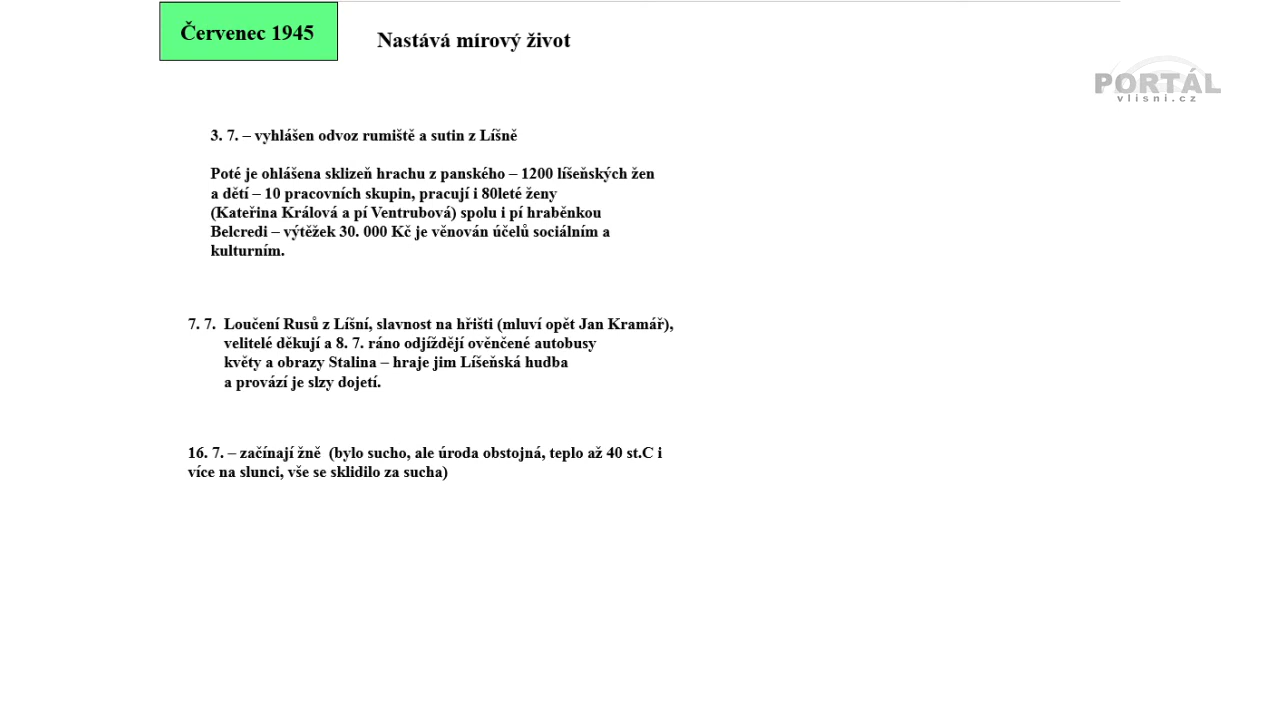 Červenec 1945
Nastává mírový život
PORTÁL
vlisni.cz
3. 7. – vyhlášen odvoz rumiště a sutin z Líšně
Poté je ohlášena sklizeň hrachu z panského – 1200 líšeňských žen
a dětí – 10 pracovních skupin, pracují i 80leté ženy
(Kateřina Králová a pí Ventrubová) spolu i pí hraběnkou
Belcredi – výtěžek 30. 000 Kč je věnován účelů sociálním a
kulturním.
7. 7. Loučení Rusů z Líšní, slavnost na hřišti (mluví opět Jan Kramář),
velitelé děkují a 8. 7. ráno odjíždějí ověnčené autobusy
květy a obrazy Stalina – hraje jim Líšeňská hudba
a provází je slzy dojetí.
16. 7. – začínají žně (bylo sucho, ale úroda obstojná, teplo až 40 st.C i
více na slunci, vše se sklidilo za sucha)